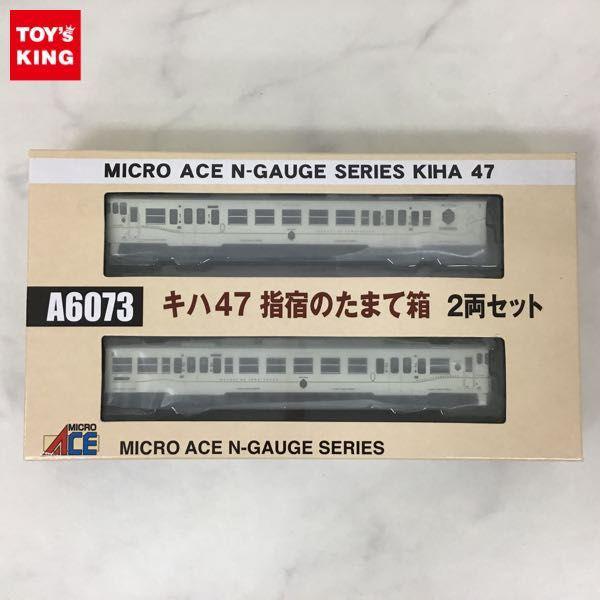 TOY's
KING
MICRO ACE N-GAUGE SERIES KIHA 47
A6073
キハ47 指宿のたまて箱 2両セット
MICRO
ACE
MICRO ACE N-GAUGE SERIES